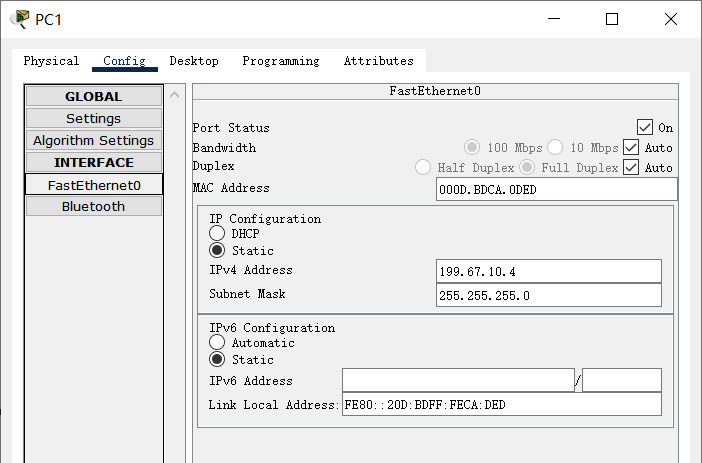 PC1
Physical Config Desktop Programming Attributes
GLOBAL
Settings
Algorithm Settings
INTERFACE
FastEthernet0
Bluetooth
FastEthernet0
Port Status On
Bandwidth 100 Mbps 10 Mbps Auto
Duplex Half Duplex Full Duplex Auto
MAC Address 000D.BDCA.0DED
IP Configuration
DHCP
Static
IPv4 Address 199.67.10.4
Subnet Mask 255.255.255.0
IPv6 Configuration
Automatic
Static
IPv6 Address /
Link Local Address: FE80::20D:BDFF:FECA:DED